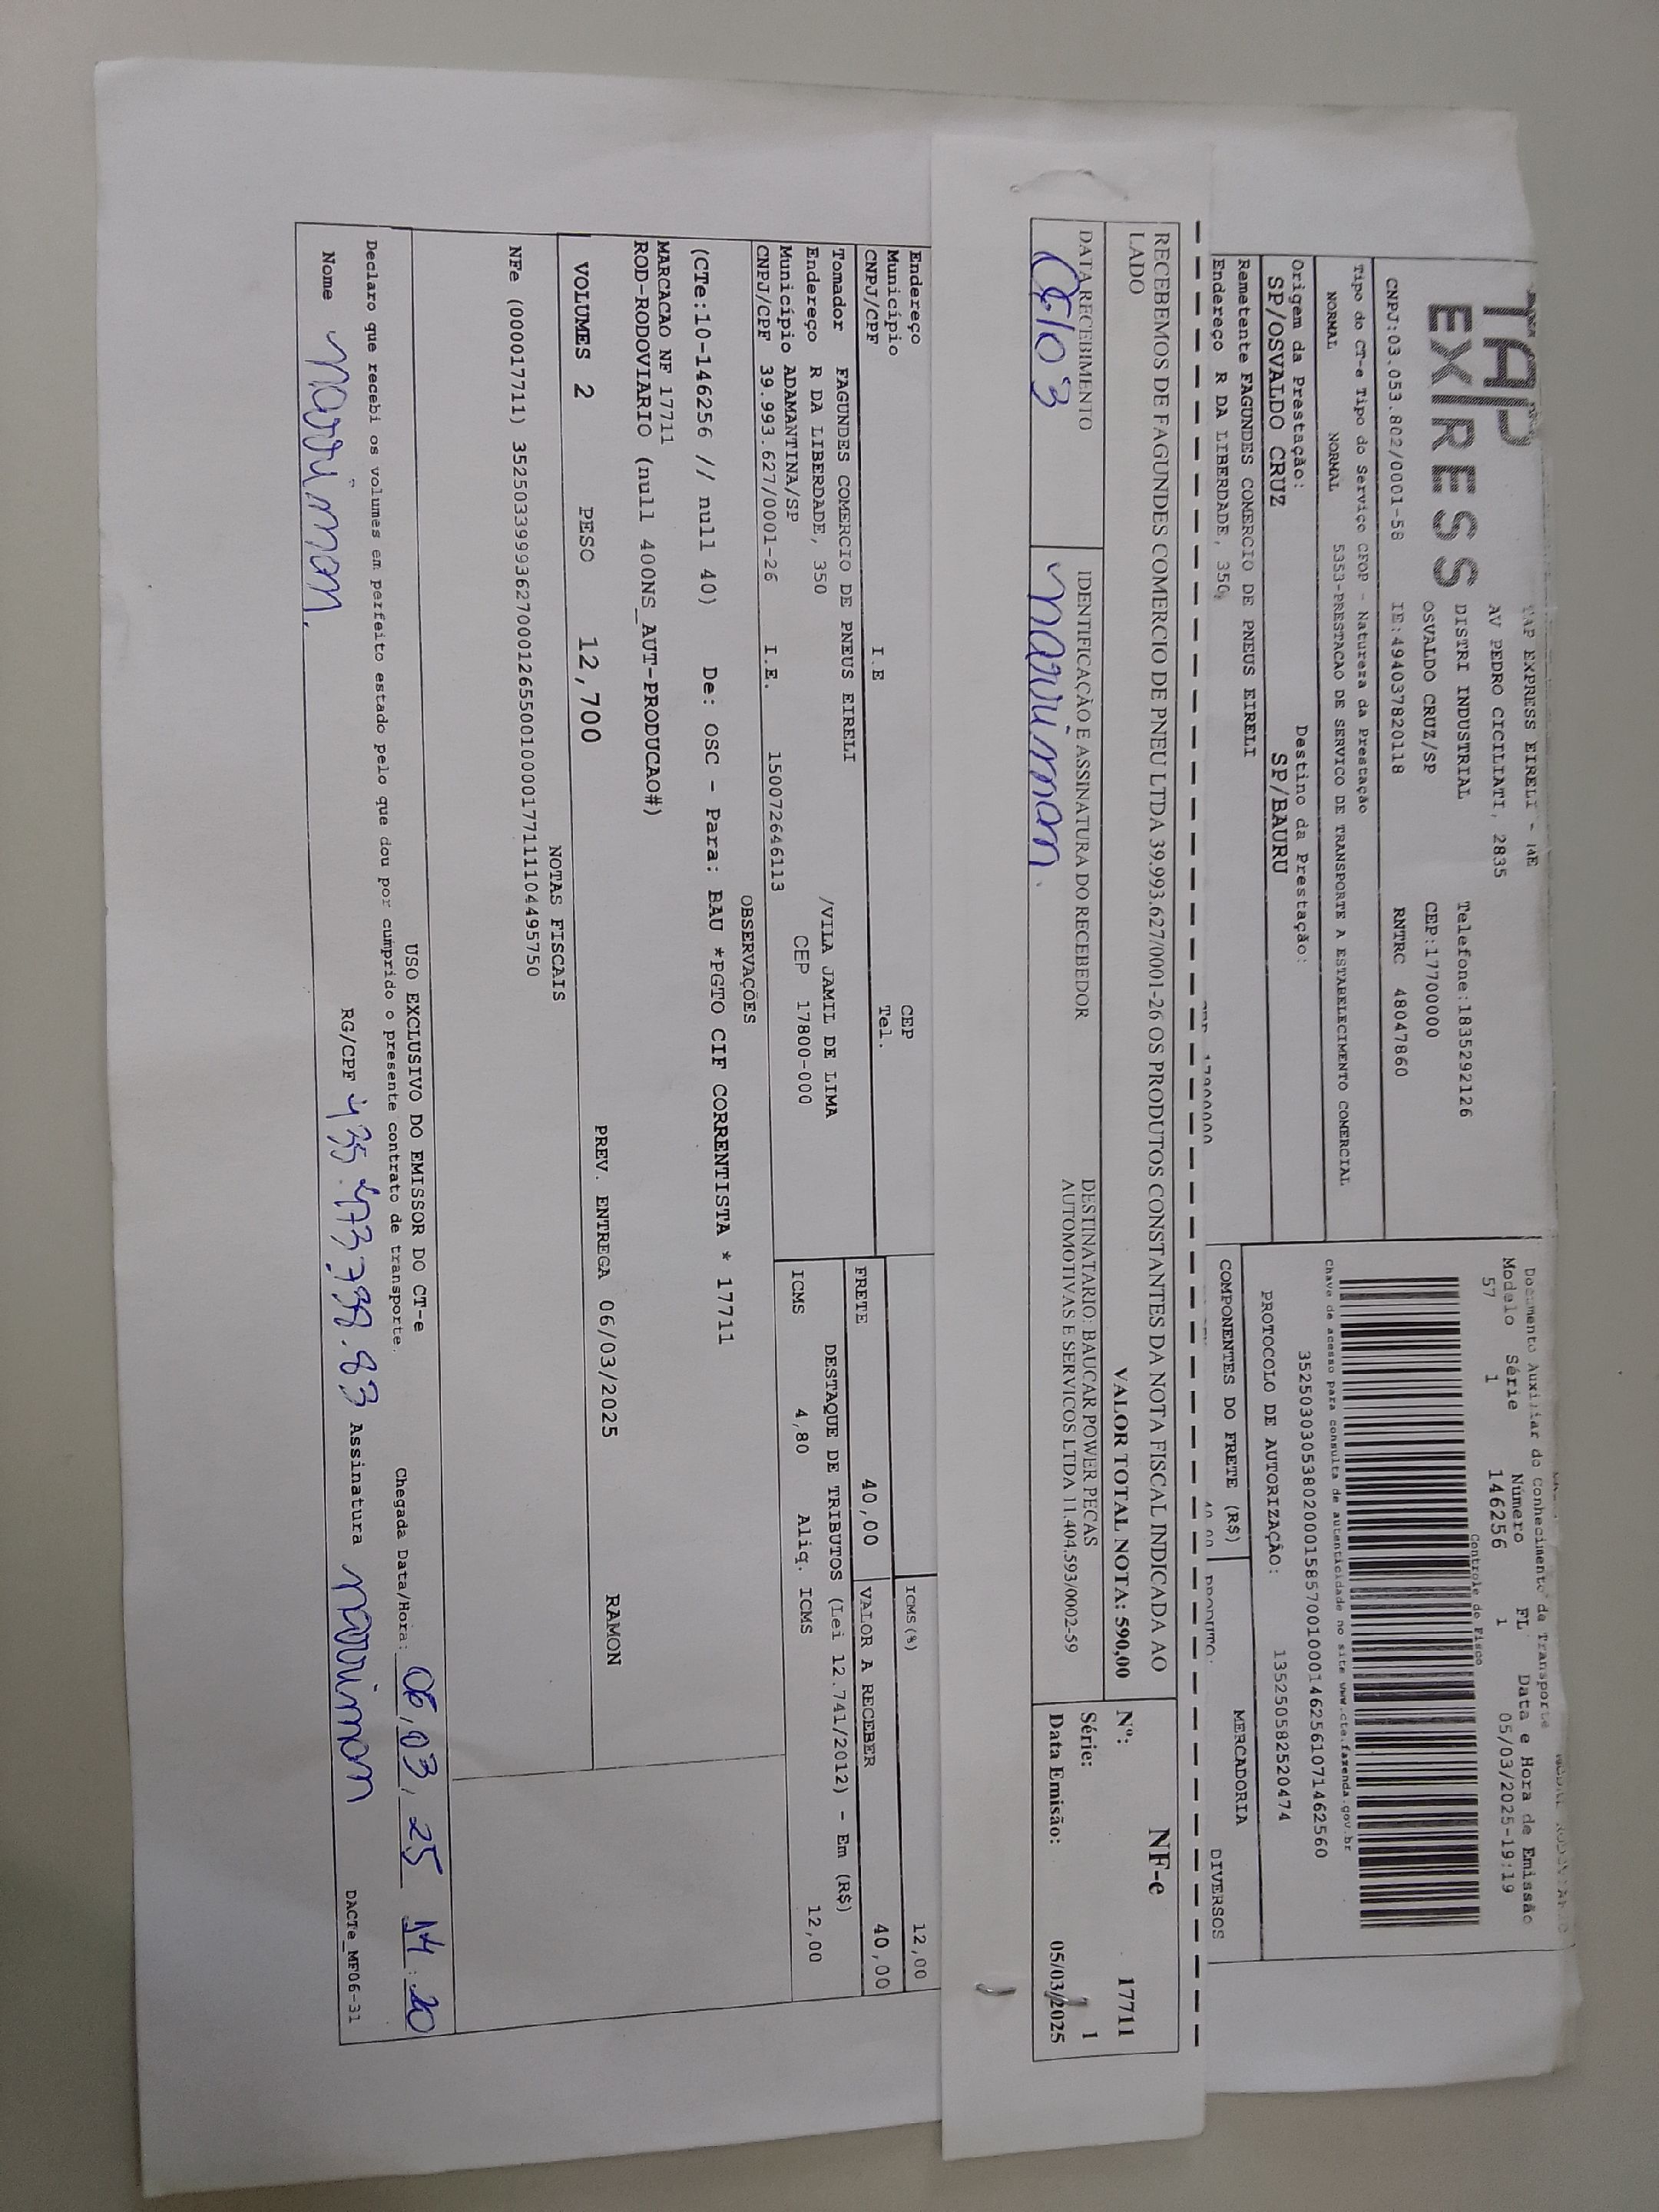 TAP
EXPRESS
TAP EXPRESS EIRELI - ME
AV PEDRO CICILIATI, 2835
DISTRI INDUSTRIAL Telefone:1835292126
OSVALDO CRUZ/SP CEP:17700000
CNPJ:03.053.802/0001-58 IE:494037820118 RNTRC 48047860
Documento Auxiliar do Conhecimento de Transporte
Modelo Série Número FL Data e Hora de Emissão
57 1 146256 1 05/03/2025-19:19
Controle do Fisco
Chave de acesso para consulta de autenticidade no site www.cte.fazenda.gov.br
35250303053802000158570010001462561071462560
PROTOCOLO DE AUTORIZAÇÃO: 135250582520474
Tipo do CT-e Tipo do Serviço CFOP - Natureza da Prestação
NORMAL NORMAL 5353-PRESTACAO DE SERVICO DE TRANSPORTE A ESTABELECIMENTO COMERCIAL
Origem da Prestação: Destino da Prestação:
SP/OSVALDO CRUZ SP/BAURU
Remetente FAGUNDES COMERCIO DE PNEUS EIRELI
Endereço R DA LIBERDADE, 350,
COMPONENTES DO FRETE (R$) MERCADORIA
PRODUTO: DIVERSOS
RECEBEMOS DE FAGUNDES COMERCIO DE PNEU LTDA 39.993.627/0001-26 OS PRODUTOS CONSTANTES DA NOTA FISCAL INDICADA AO
LADO
VALOR TOTAL NOTA: 590,00
DATA RECEBIMENTO
06/03
IDENTIFICAÇÃO E ASSINATURA DO RECEBEDOR
DESTINATARIO: BAUCAR POWER PECAS
AUTOMOTIVAS E SERVICOS LTDA 11.404.593/0002-59
NF-e
Nº: 17711
Série: 1
Data Emissão: 05/03/2025
Endereço CEP
Município Tel.
CNPJ/CPF I.E
ICMS(%) 12,00
FRETE 40,00 VALOR A RECEBER 40,00
Tomador FAGUNDES COMERCIO DE PNEUS EIRELI
Endereço R DA LIBERDADE, 350 /VILA JAMIL DE LIMA
Município ADAMANTINA/SP CEP 17800-000
CNPJ/CPF 39.993.627/0001-26 I.E. 150072646113
DESTAQUE DE TRIBUTOS (Lei 12.741/2012) - Em (R$)
ICMS 4,80 Aliq. ICMS 12,00
OBSERVAÇÕES
(CTe:10-146256 // null 40) De: OSC - Para: BAU *PGTO CIF CORRENTISTA * 17711
MARCACAO NF 17711
ROD-RODOVIARIO (null 400NS_AUT-PRODUCAO#)
VOLUMES 2 PESO 12,700 PREV. ENTREGA 06/03/2025 RAMON
NOTAS FISCAIS
NFe (000017711) 35250339993627000126550010000177111104495750
USO EXCLUSIVO DO EMISSOR DO CT-e
Declaro que recebi os volumes em perfeito estado pelo que dou por cumprido o presente contrato de transporte.
Chegada Data/Hora: 06/03/25 14:20
Nome RG/CPF Assinatura
DACTe_MF06-31